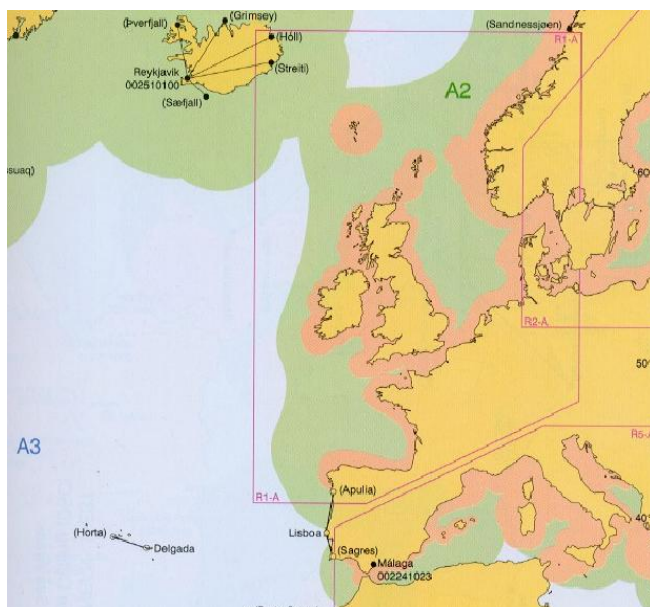 (Þverfjall)
(Grimsey)
(Hóll)
(Sandnessjøen)
R1-A
Reykjavik
002510100
(Streiti)
(Sæfjall)
A2
ssuaq)
60
R2-A
50°
A3
R5-A
R1-A
(Apulia)
(Horta)
Delgada
Lisboa
40°
(Sagres)
Málaga
002241023